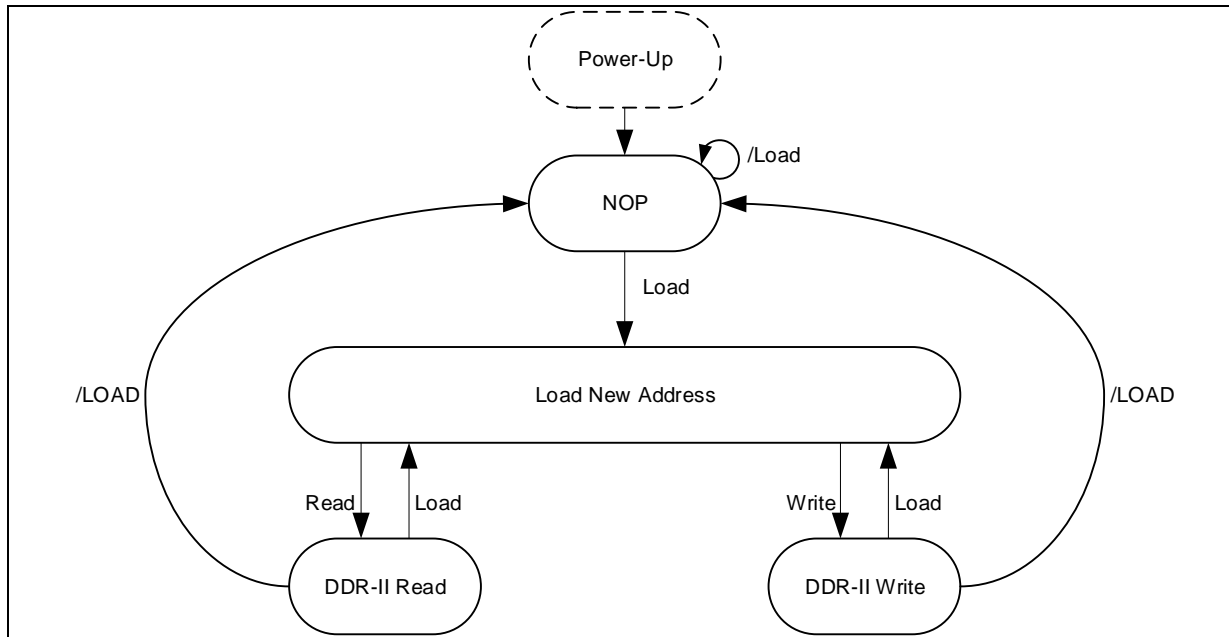 Power-Up
/Load
NOP
Load
Load New Address
/LOAD
/LOAD
Read
Load
Write
Load
DDR-II Read
DDR-II Write